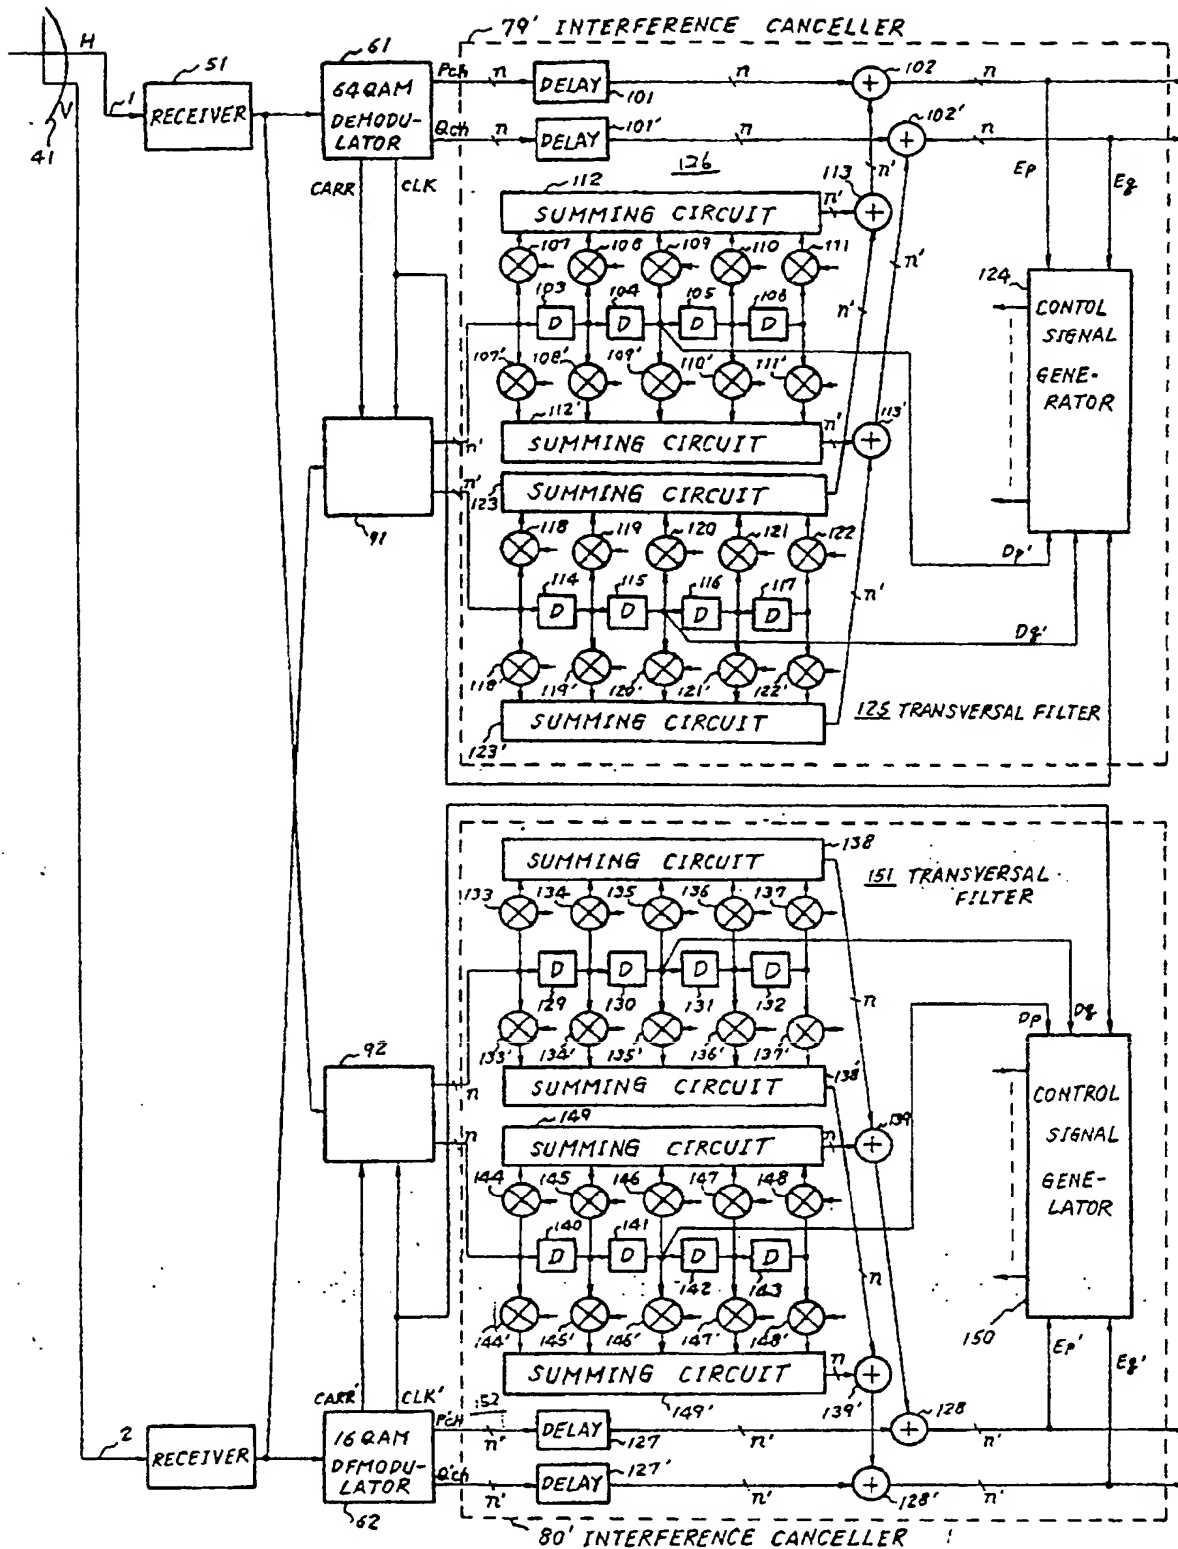 79' INTERFERENCE CANCELLER
H
V
41
1
51
RECEIVER
61
64QAM
DEMODU-
LATOR
Pch
Qch
n
n
DELAY
101
DELAY
101'
n
n
102
102'
n
n
CARR
CLK
126
112
SUMMING CIRCUIT
n'
113
n'
Ep
Eq
107
108
109
110
111
103
104
105
106
D
D
D
D
n'
n'
124
CONTOL
SIGNAL
GENE-
RATOR
107'
108'
109'
110'
111'
112'
SUMMING CIRCUIT
n'
113'
n'
n'
91
123
SUMMING CIRCUIT
118
119
120
121
122
114
115
116
117
D
D
D
D
n'
Dp'
Dq'
118'
119'
120'
121'
122'
SUMMING CIRCUIT
123'
125 TRANSVERSAL FILTER
138
SUMMING CIRCUIT
151 TRANSVERSAL
FILTER
133
134
135
136
137
D
D
D
D
129
130
131
132
n
Dp
Dq
133'
134'
135'
136'
137'
92
n
n
SUMMING CIRCUIT
138'
149
SUMMING CIRCUIT
n
139
CONTROL
SIGNAL
GENE-
LATOR
144
145
146
147
148
140
141
D
D
D
D
142
143
n
144'
145'
146'
147'
148'
150
SUMMING CIRCUIT
149'
n
139'
Ep'
Eq'
CARR'
CLK'
152
2
RECEIVER
16QAM
DFMODU-
LATOR
62
P'CH
Q'ch
n'
n'
DELAY
127
DELAY
127'
n'
n'
128
128'
n'
n'
80' INTERFERENCE CANCELLER